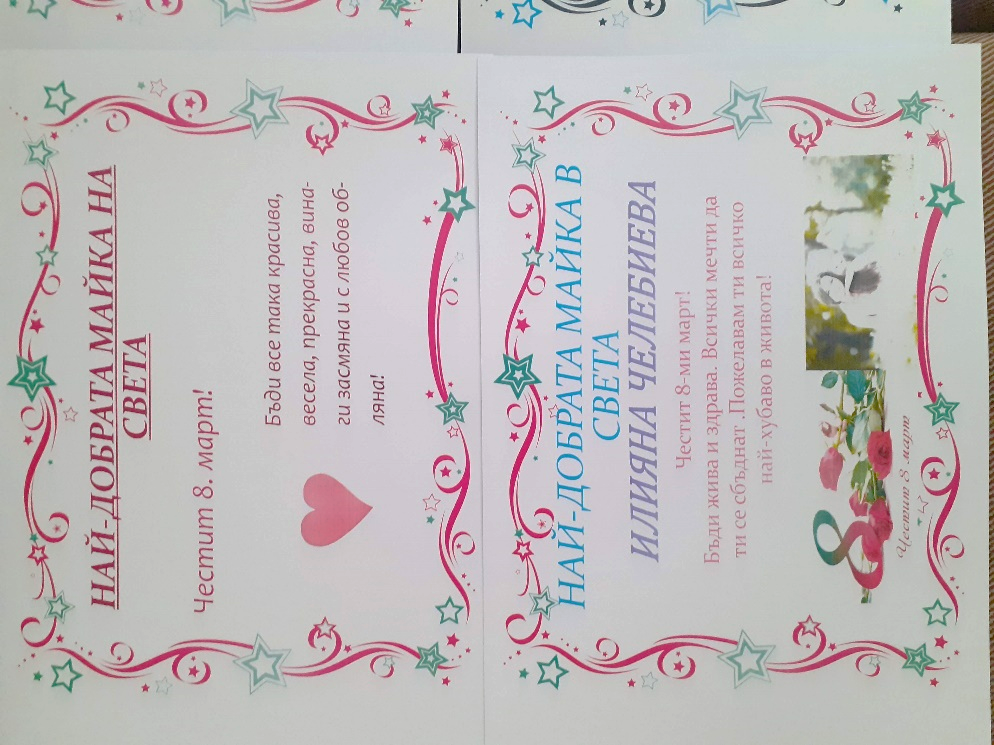 НАЙ-ДОБРАТА МАЙКА НА
СВЕТА
Честит 8. март!
Бъди все така красива,
весела, прекрасна, вина-
ги засмяна и с любов об-
ляна!
НАЙ-ДОБРАТА МАЙКА В
СВЕТА
ИЛИЯНА ЧЕЛЕБИЕВА
Честит 8-ми март!
Бъди жива и здрава. Всички мечти да
ти се сбъднат .Пожелавам ти всичко
най-хубаво в живота!
8
Честит 8 март